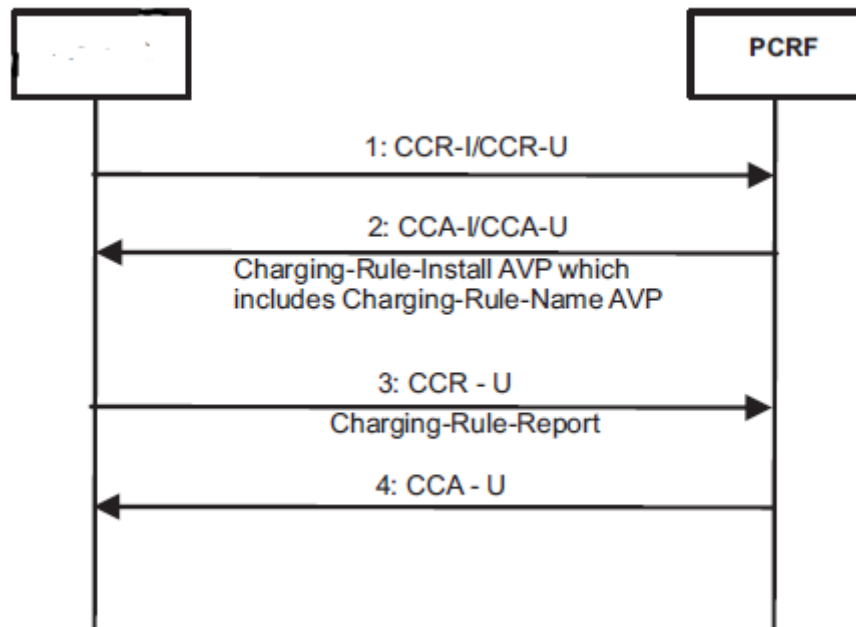 PCRF
1: CCR-I/CCR-U
2: CCA-I/CCA-U
Charging-Rule-Install AVP which
includes Charging-Rule-Name AVP
3: CCR - U
Charging-Rule-Report
4: CCA - U